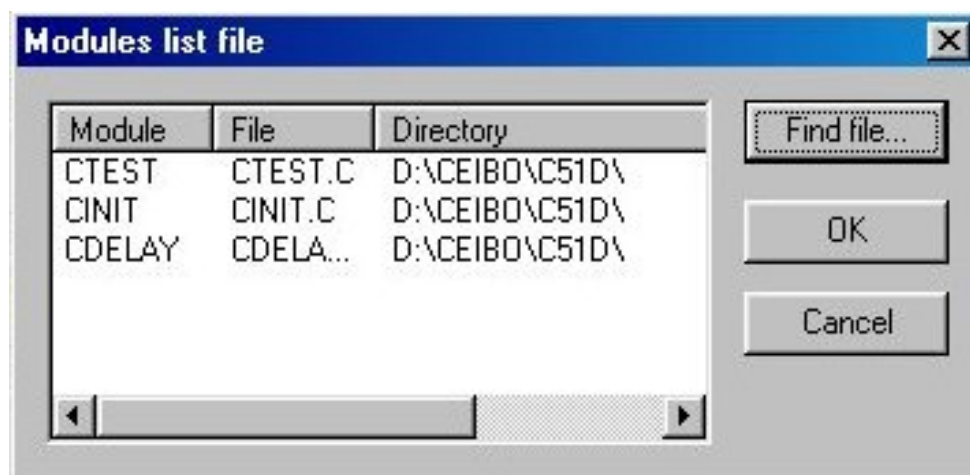 Modules list file
Module File Directory
CTEST CTEST.C D:\CEIBO\C51D\
CINIT CINIT.C D:\CEIBO\C51D\
CDELAY CDELA... D:\CEIBO\C51D\
Find file...
OK
Cancel